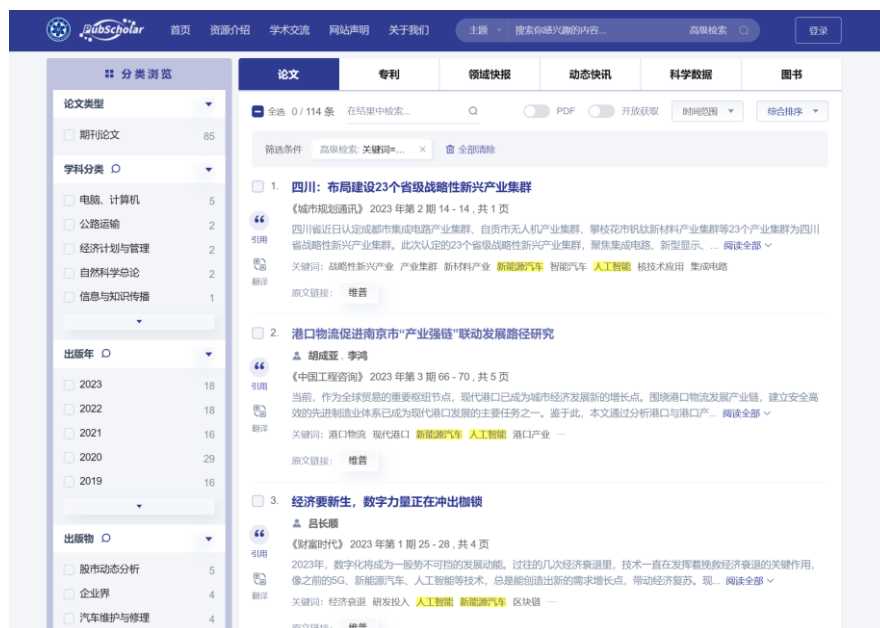 PubScholar 首页 资源介绍 学术交流 网站声明 关于我们 主题 搜索你感兴趣的内容... 高级检索 登录
分类浏览
论文类型
期刊论文 85
学科分类
电脑、计算机 5
公路运输 2
经济计划与管理 2
自然科学总论 2
信息与知识传播 1
出版年
2023 18
2022 18
2021 16
2020 29
2019 16
出版物
股市动态分析 5
企业界 4
汽车维护与修理 4
论文 专利 领域快报 动态快讯 科学数据 图书
全选 0 / 114 条 在结果中检索... PDF 开放获取 时间范围 综合排序
筛选条件 高级检索: 关键词=... × 全部清除
1. 四川：布局建设23个省级战略性新兴产业集群
《城市规划通讯》 2023 年第 2 期 14 - 14 , 共 1 页
引用
四川省近日认定成都市集成电路产业集群、自贡市无人机产业集群、攀枝花市钒钛新材料产业集群等23个产业集群为四川
省战略性新兴产业集群。此次认定的23个省级战略性新兴产业集群，聚焦集成电路、新型显示、... 阅读全部
翻译
关键词: 战略性新兴产业 产业集群 新材料产业 新能源汽车 智能汽车 人工智能 核技术应用 集成电路
原文链接: 维普
2. 港口物流促进南京市“产业强链”联动发展路径研究
胡成亚 , 李鸿
《中国工程咨询》 2023 年第 3 期 66 - 70 , 共 5 页
引用
当前，作为全球贸易的重要枢纽节点，现代港口已成为城市经济发展新的增长点。围绕港口物流发展产业链，建立安全高
效的先进制造业体系已成为现代港口发展的主要任务之一。鉴于此，本文通过分析港口与港口产... 阅读全部
翻译
关键词: 港口物流 现代港口 新能源汽车 人工智能 港口产业 ...
原文链接: 维普
3. 经济要新生，数字力量正在冲出枷锁
吕长顺
《财富时代》 2023 年第 1 期 25 - 28 , 共 4 页
引用
2023年，数字化将成为一股势不可挡的发展动能。过往的几次经济衰退里，技术一直在发挥着挽救经济衰退的关键作用，
像之前的5G、新能源汽车、人工智能等技术，总是能创造出新的需求增长点，带动经济复苏。现... 阅读全部
翻译
关键词: 经济衰退 研发投入 人工智能 新能源汽车 区块链 ...
原文链接: 维普